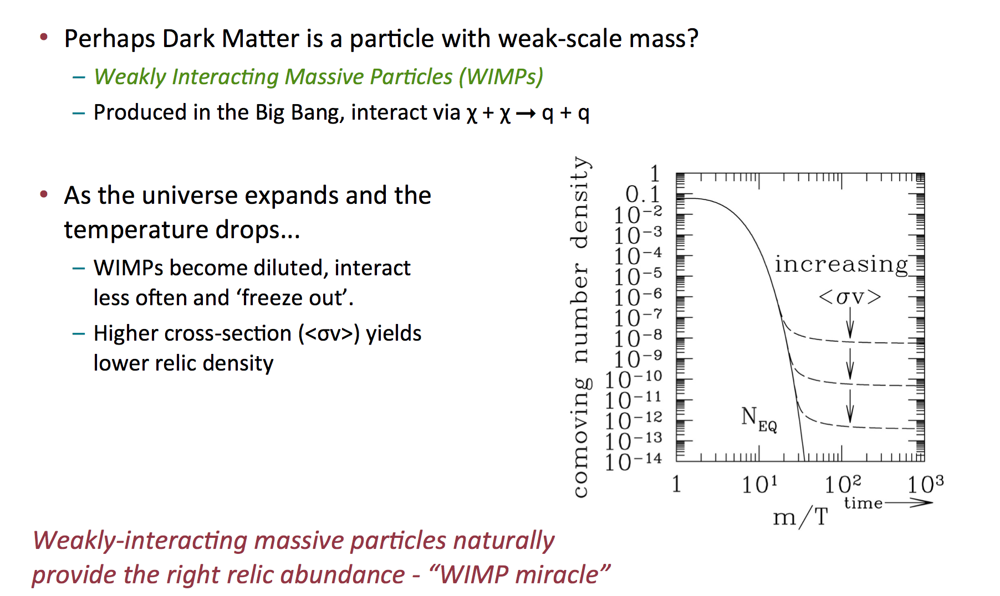 • Perhaps Dark Matter is a particle with weak-scale mass?
– Weakly Interacting Massive Particles (WIMPs)
– Produced in the Big Bang, interact via χ + χ → q + q
• As the universe expands and the
temperature drops...
– WIMPs become diluted, interact
less often and ‘freeze out’.
– Higher cross-section (<σv>) yields
lower relic density
comoving number density
1
0.1
10⁻²
10⁻³
10⁻⁴
10⁻⁵
10⁻⁶
10⁻⁷
10⁻⁸
10⁻⁹
10⁻¹⁰
10⁻¹¹
10⁻¹²
10⁻¹³
10⁻¹⁴
increasing
<σv>
N_EQ
1 10¹ 10² 10³
time
m/T
Weakly-interacting massive particles naturally
provide the right relic abundance - “WIMP miracle”